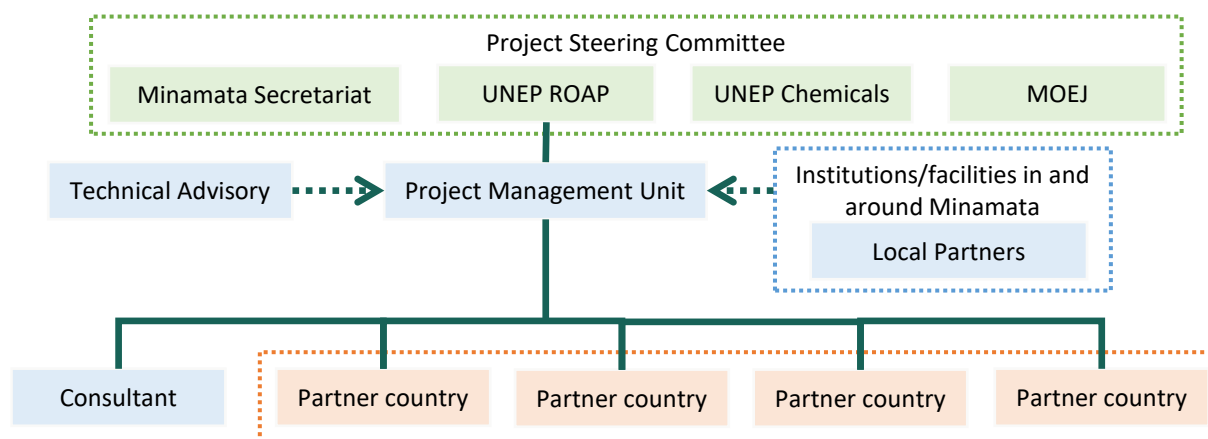 Project Steering Committee
Minamata Secretariat
UNEP ROAP
UNEP Chemicals
MOEJ
Technical Advisory
Project Management Unit
Institutions/facilities in and
around Minamata
Local Partners
Consultant
Partner country
Partner country
Partner country
Partner country